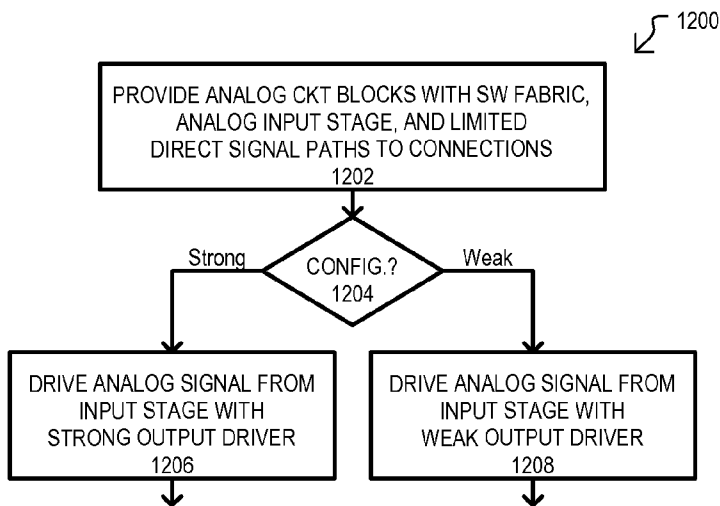 1200
PROVIDE ANALOG CKT BLOCKS WITH SW FABRIC,
ANALOG INPUT STAGE, AND LIMITED
DIRECT SIGNAL PATHS TO CONNECTIONS
1202
Strong
Weak
CONFIG.?
1204
DRIVE ANALOG SIGNAL FROM
INPUT STAGE WITH
STRONG OUTPUT DRIVER
1206
DRIVE ANALOG SIGNAL FROM
INPUT STAGE WITH
WEAK OUTPUT DRIVER
1208